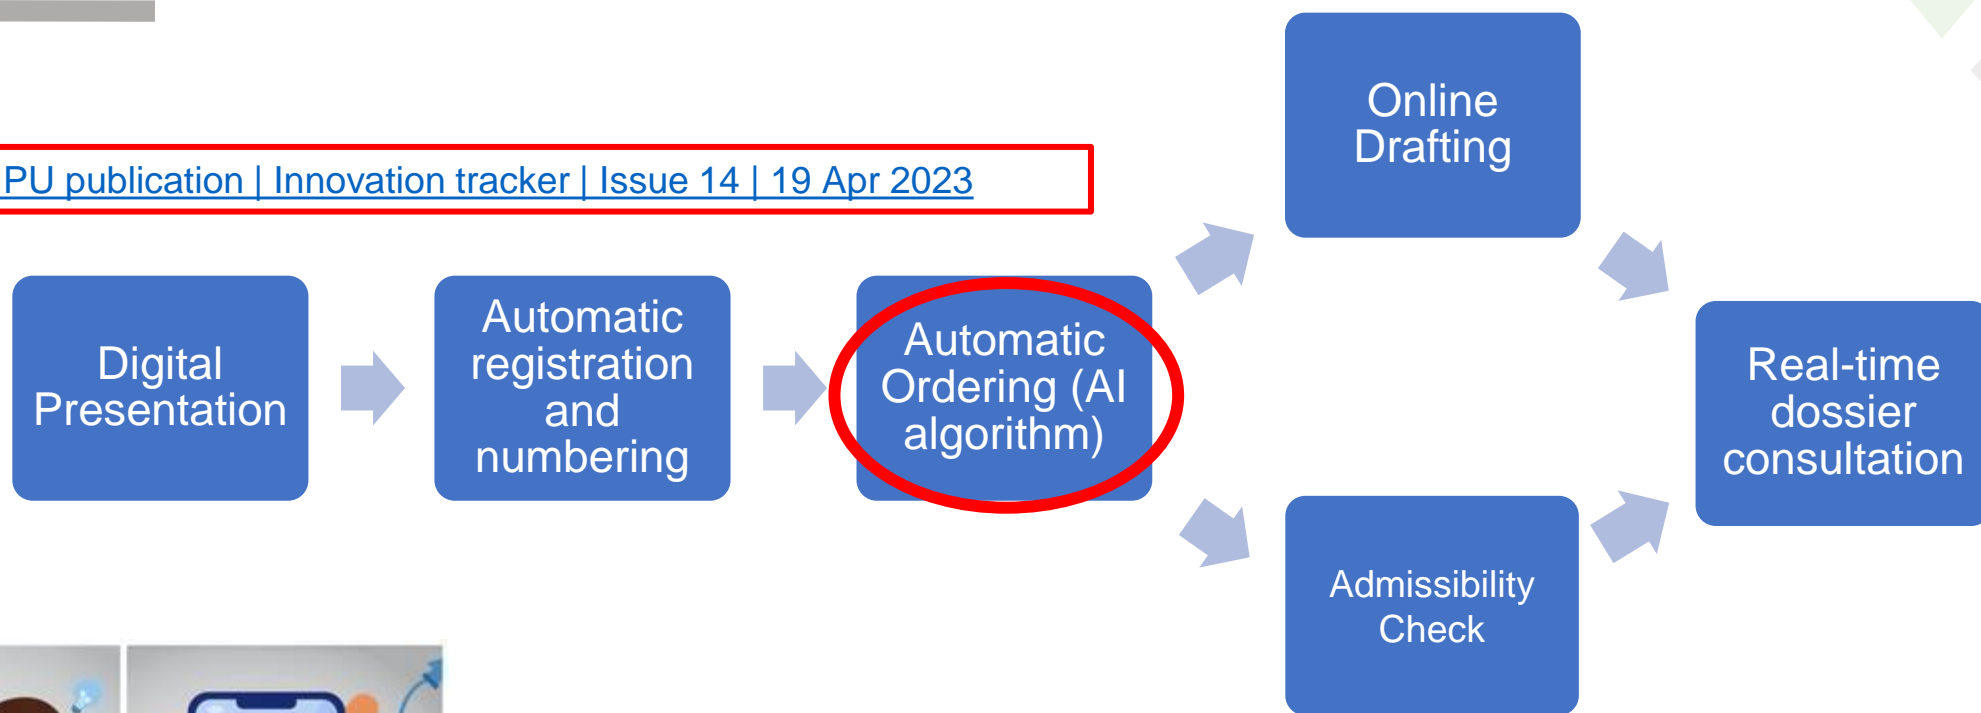 PU publication | Innovation tracker | Issue 14 | 19 Apr 2023
Digital
Presentation
Automatic
registration
and
numbering
Automatic
Ordering (AI
algorithm)
Online
Drafting
Admissibility
Check
Real-time
dossier
consultation